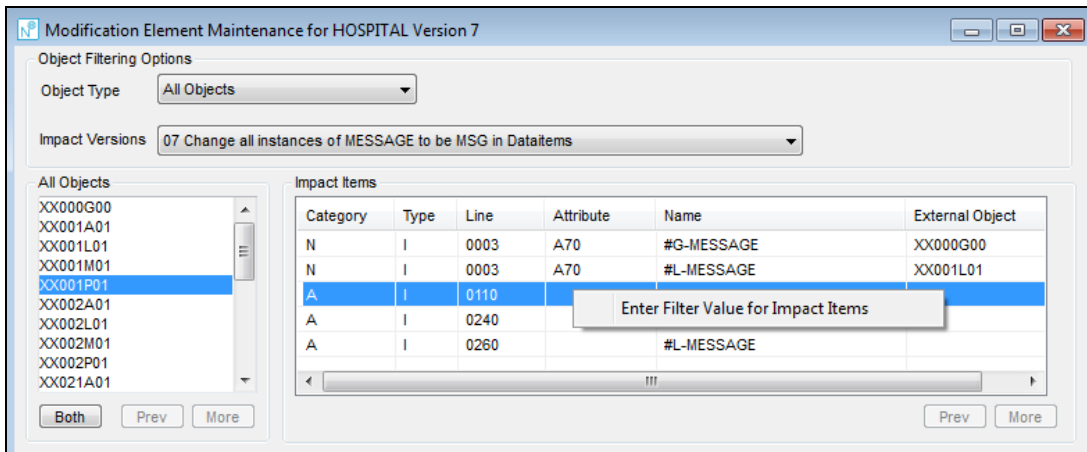 Modification Element Maintenance for HOSPITAL Version 7
Object Filtering Options
Object Type All Objects
Impact Versions 07 Change all instances of MESSAGE to be MSG in Dataitems
All Objects
XX000G00
XX001A01
XX001L01
XX001M01
XX001P01
XX002A01
XX002L01
XX002M01
XX002P01
XX021A01
Both Prev More
Impact Items
Category Type Line Attribute Name External Object
N I 0003 A70 #G-MESSAGE XX000G00
N I 0003 A70 #L-MESSAGE XX001L01
A I 0110
Enter Filter Value for Impact Items
A I 0240
A I 0260 #L-MESSAGE
Prev More